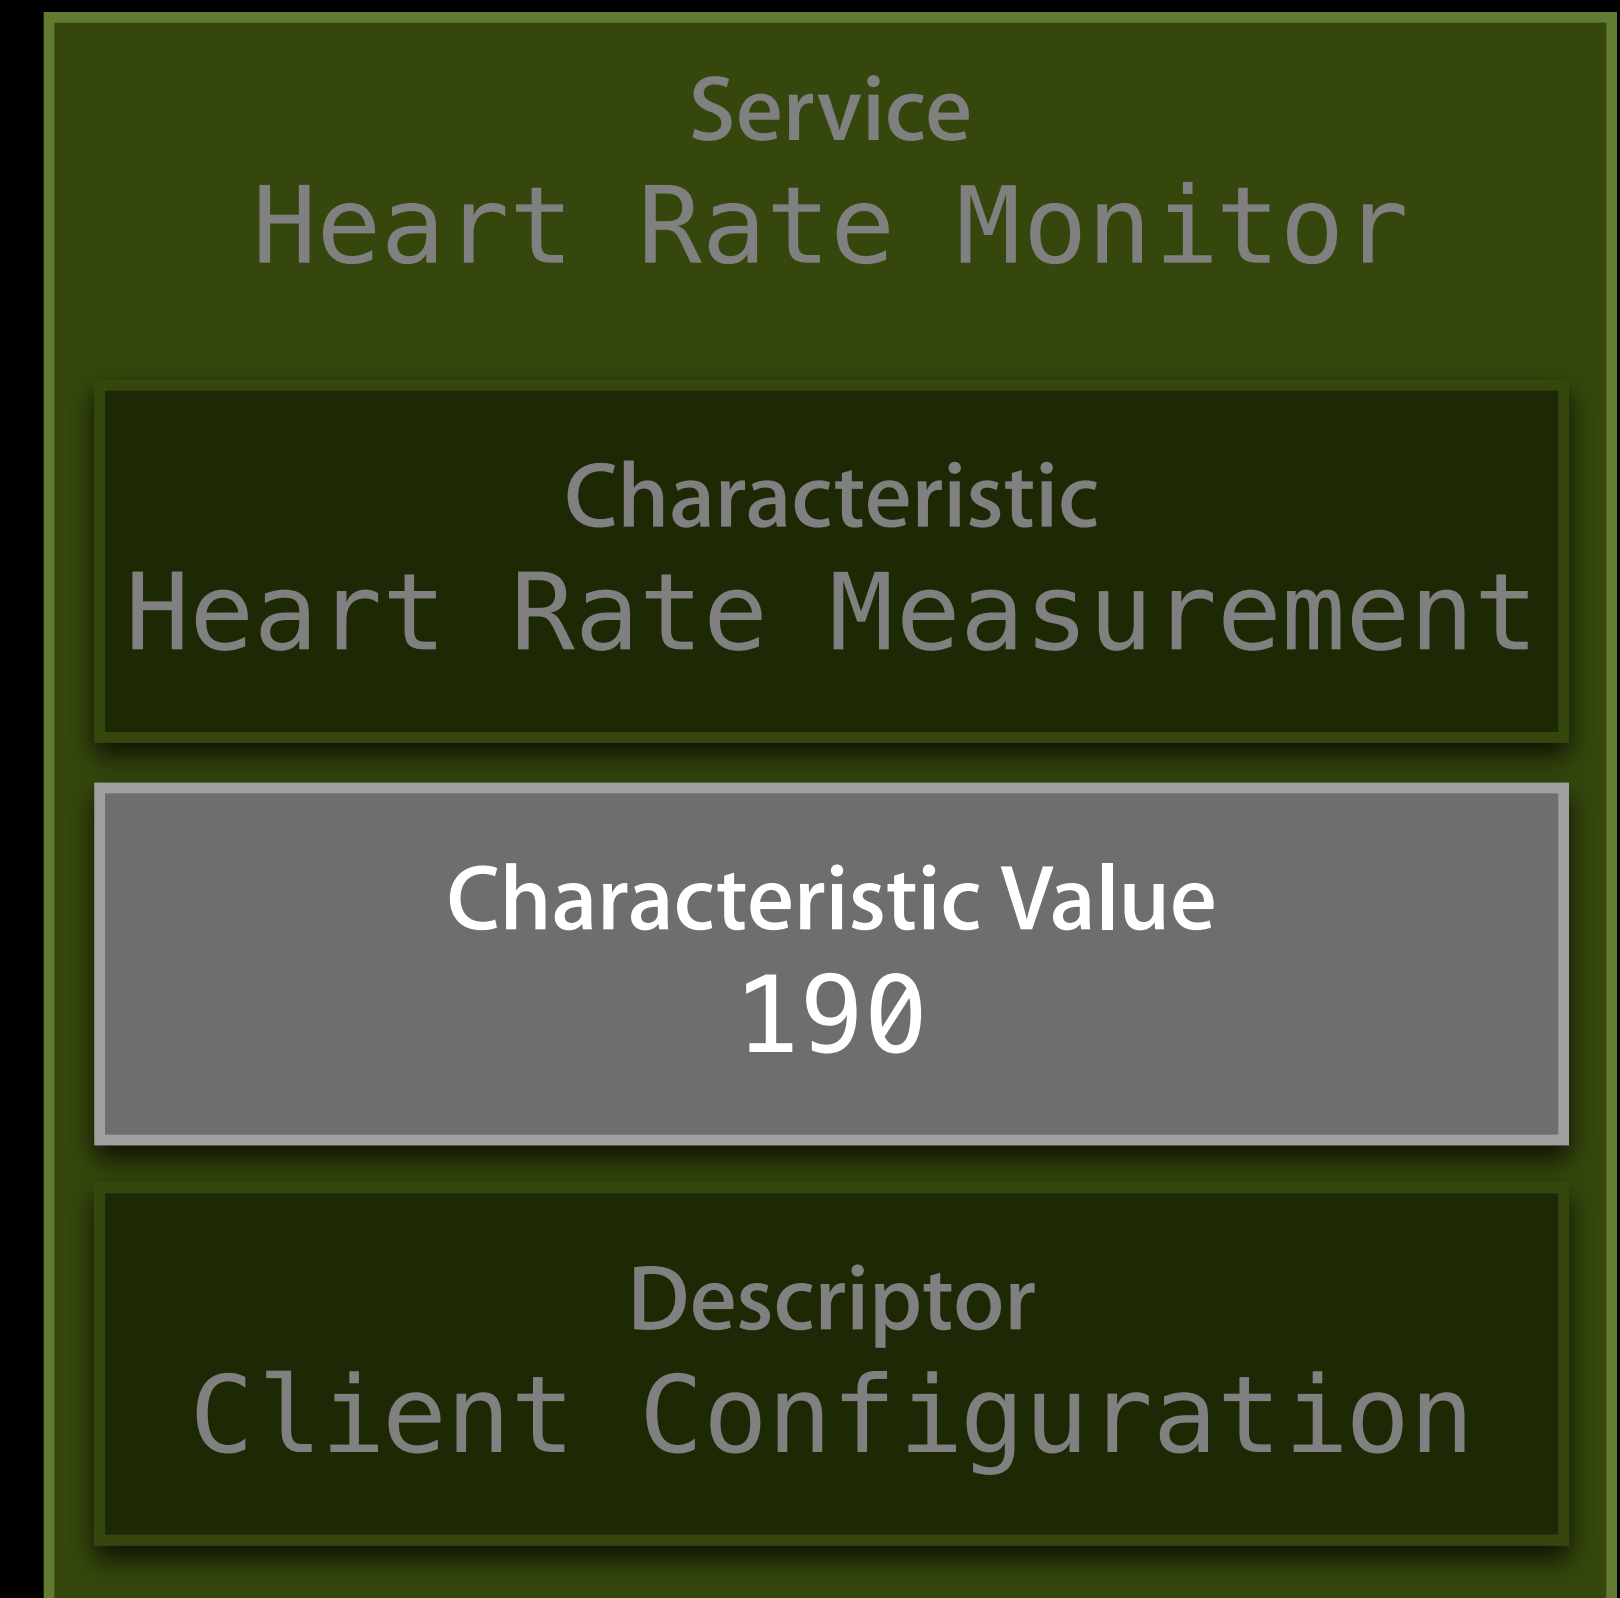 Service
Heart Rate Monitor
Characteristic
Heart Rate Measurement
Characteristic Value
190
Descriptor
Client Configuration